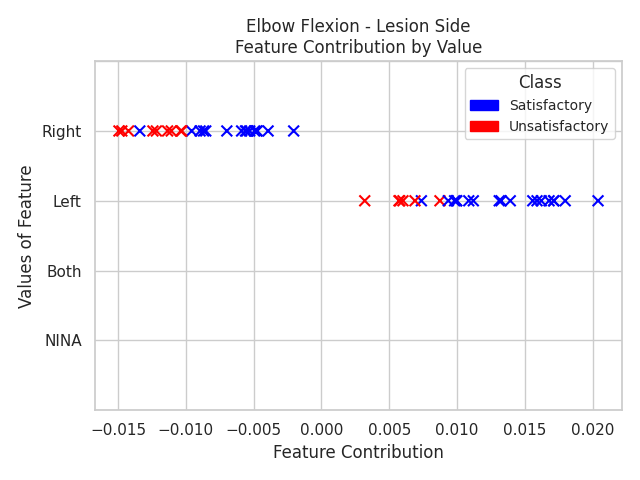 Elbow Flexion - Lesion Side
Feature Contribution by Value
Class
Satisfactory
Unsatisfactory
Values of Feature
Right
Left
Both
NINA
−0.015 −0.010 −0.005 0.000 0.005 0.010 0.015 0.020
Feature Contribution